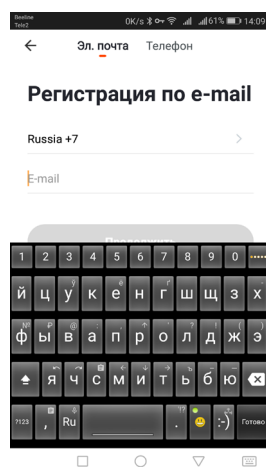 Beeline
Tele2
0K/s 61% 14:09
Эл. почта Телефон
Регистрация по e-mail
Russia +7
E-mail
Продолжить
1 2 3 4 5 6 7 8 9 0
й ц у к е н г ш щ з х
ф ы в а п р о л д ж э
я ч с м и т ь б ю
?123 , Ru . :-) Готово